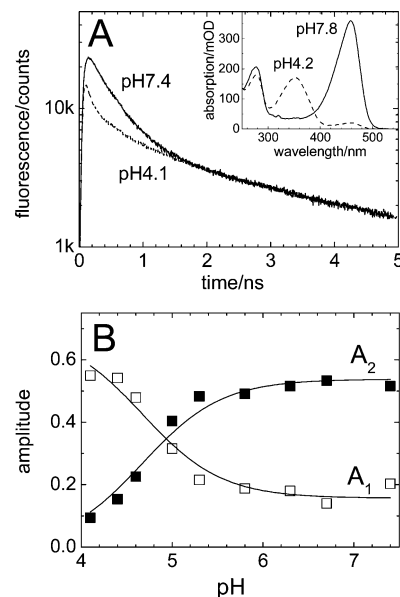 A
fluorescence/counts
10k
1k
pH7.4
pH4.1
0 1 2 3 4 5
time/ns
absorption/mOD
300
200
100
0
pH7.8
pH4.2
300 400 500
wavelength/nm
B
amplitude
0.6
0.4
0.2
0.0
A2
A1
4 5 6 7
pH